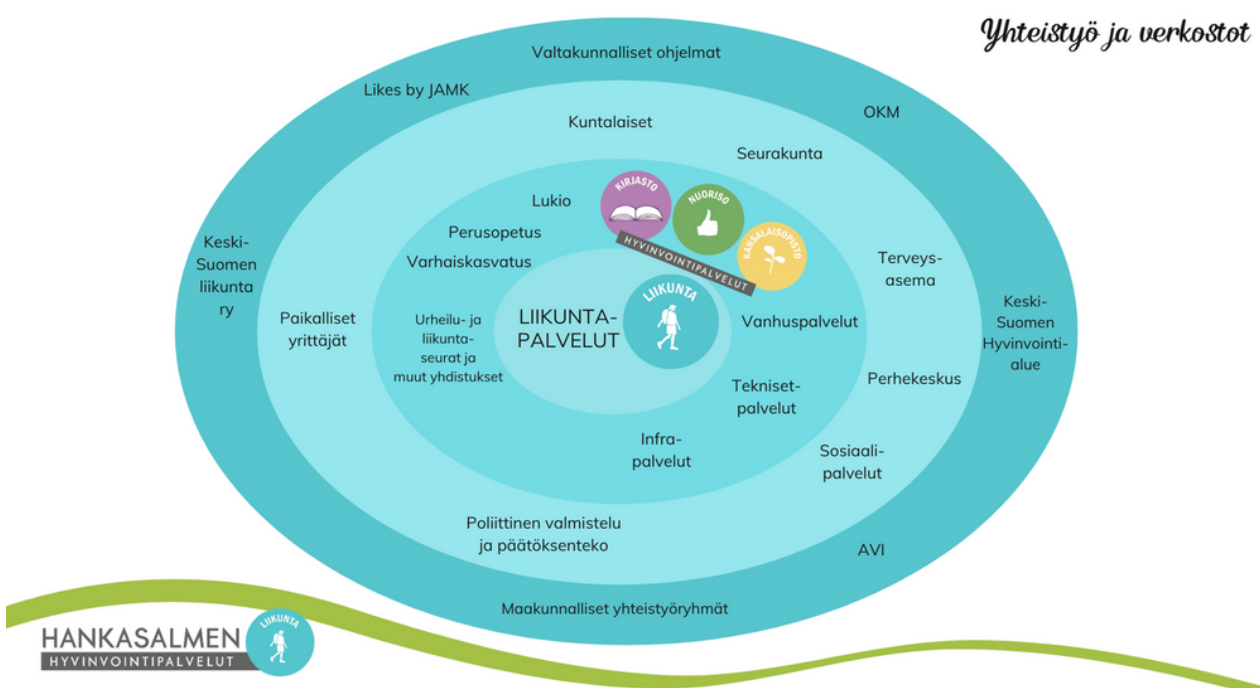 Yhteistyö ja verkostot
Valtakunnalliset ohjelmat
Likes by JAMK
OKM
Kuntalaiset
Seurakunta
KIRJASTO
NUORISO
KANSALAISOPISTO
HYVINVOINTIPALVELUT
Lukio
Perusopetus
Varhaiskasvatus
Keski-
Suomen
liikunta
ry
Terveys-
asema
Paikalliset
yrittäjät
Urheilu- ja
liikunta-
seurat ja
muut yhdistukset
LIIKUNTA-
PALVELUT
LIIKUNTA
Vanhuspalvelut
Keski-
Suomen
Hyvinvointi-
alue
Tekniset-
palvelut
Perhekeskus
Infra-
palvelut
Sosiaali-
palvelut
Poliittinen valmistelu
ja päätöksenteko
AVI
Maakunnalliset yhteistyöryhmät
HANKASALMEN
HYVINVOINTIPALVELUT
LIIKUNTA